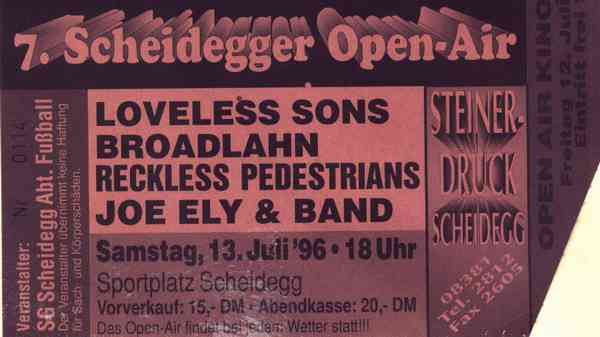 7. Scheidegger Open-Air
LOVELESS SONS
BROADLAHN
RECKLESS PEDESTRIANS
JOE ELY & BAND
Samstag, 13. Juli '96 • 18 Uhr
Sportplatz Scheidegg
Vorverkauf: 15,- DM • Abendkasse: 20,- DM
Das Open-Air findet bei jedem Wetter statt!!!
Nr. 0114
Veranstalter:
SG Scheidegg Abt. Fußball
Der Veranstalter übernimmt keine Haftung
für Sach- und Körperschäden.
STEINER-
DRUCK
SCHEIDEGG
08381
Tel. 2812
Fax 2605
OPEN AIR KINO
Freitag 12. Juli
Eintritt frei